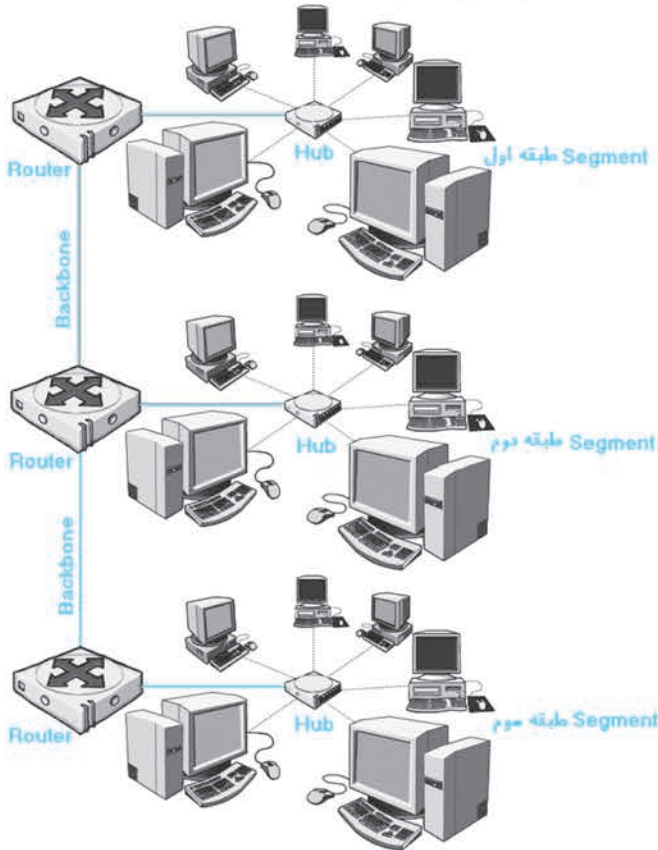 Router
Hub
Segment طبقه اول
Backbone
Router
Hub
Segment طبقه دوم
Backbone
Router
Hub
Segment طبقه سوم